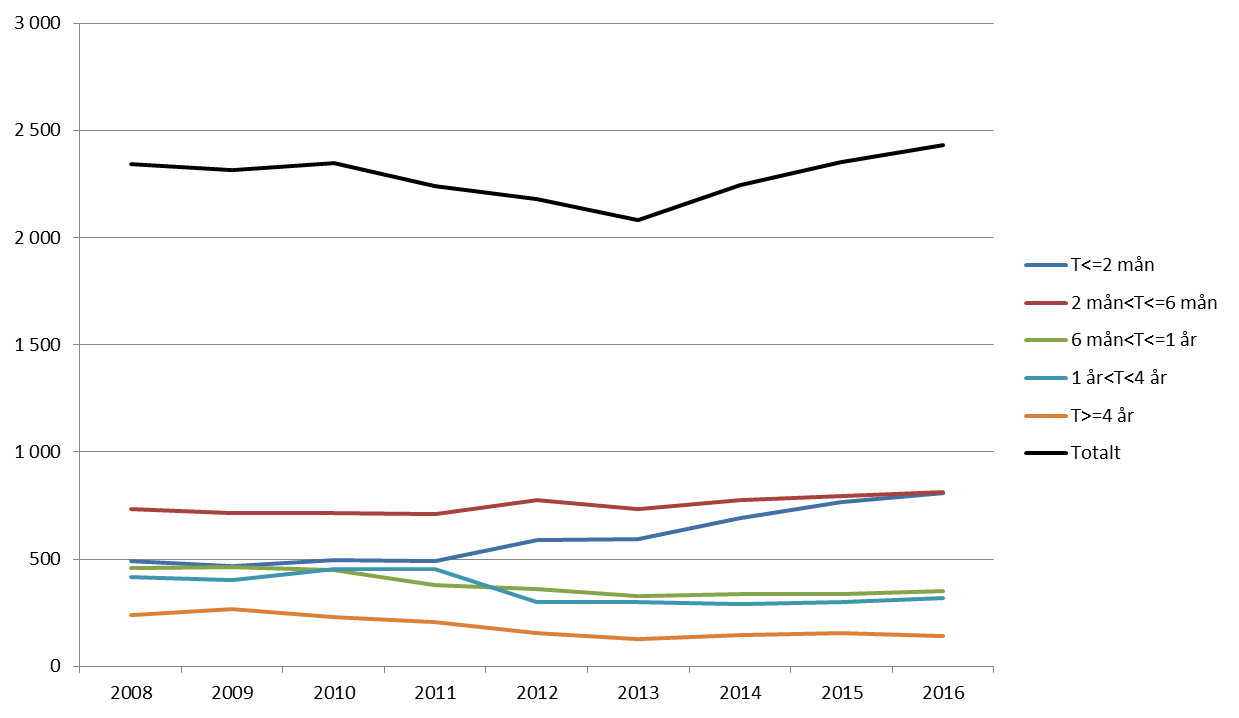 3 000
2 500
2 000
1 500
1 000
500
0
2008 2009 2010 2011 2012 2013 2014 2015 2016
T<=2 mån
2 mån<T<=6 mån
6 mån<T<=1 år
1 år<T<4 år
T>=4 år
Totalt